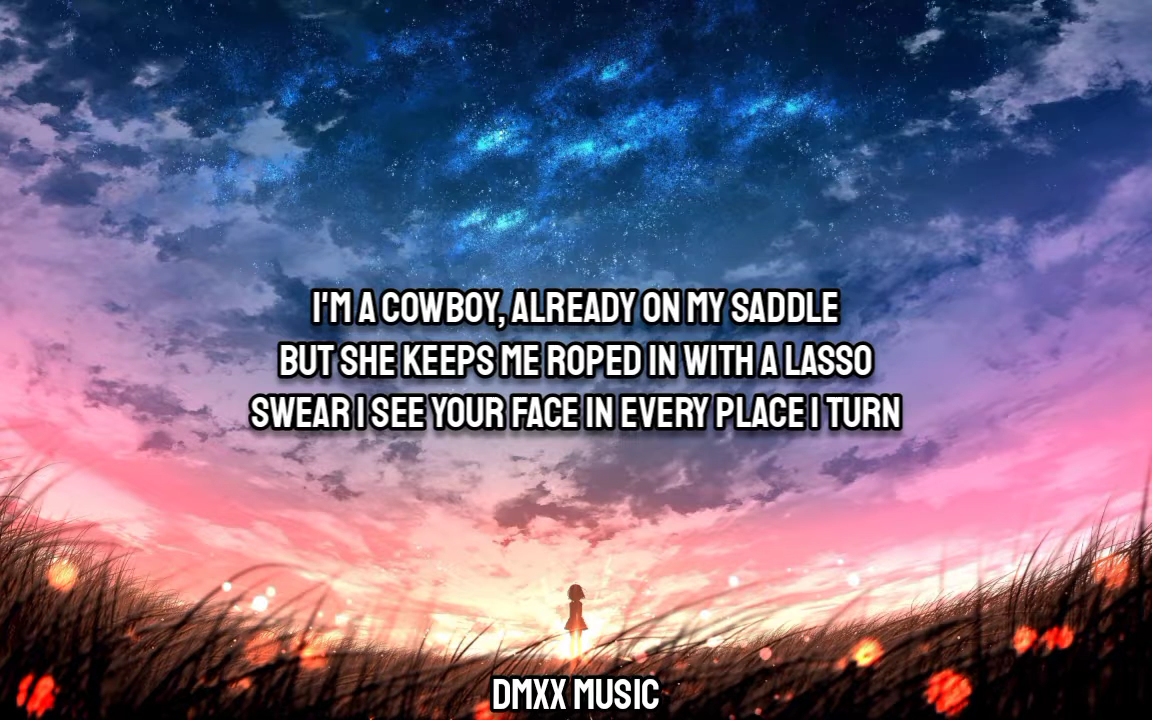 I'M A COWBOY, ALREADY ON MY SADDLE
BUT SHE KEEPS ME ROPED IN WITH A LASSO
SWEAR I SEE YOUR FACE IN EVERY PLACE I TURN
DMXX MUSIC